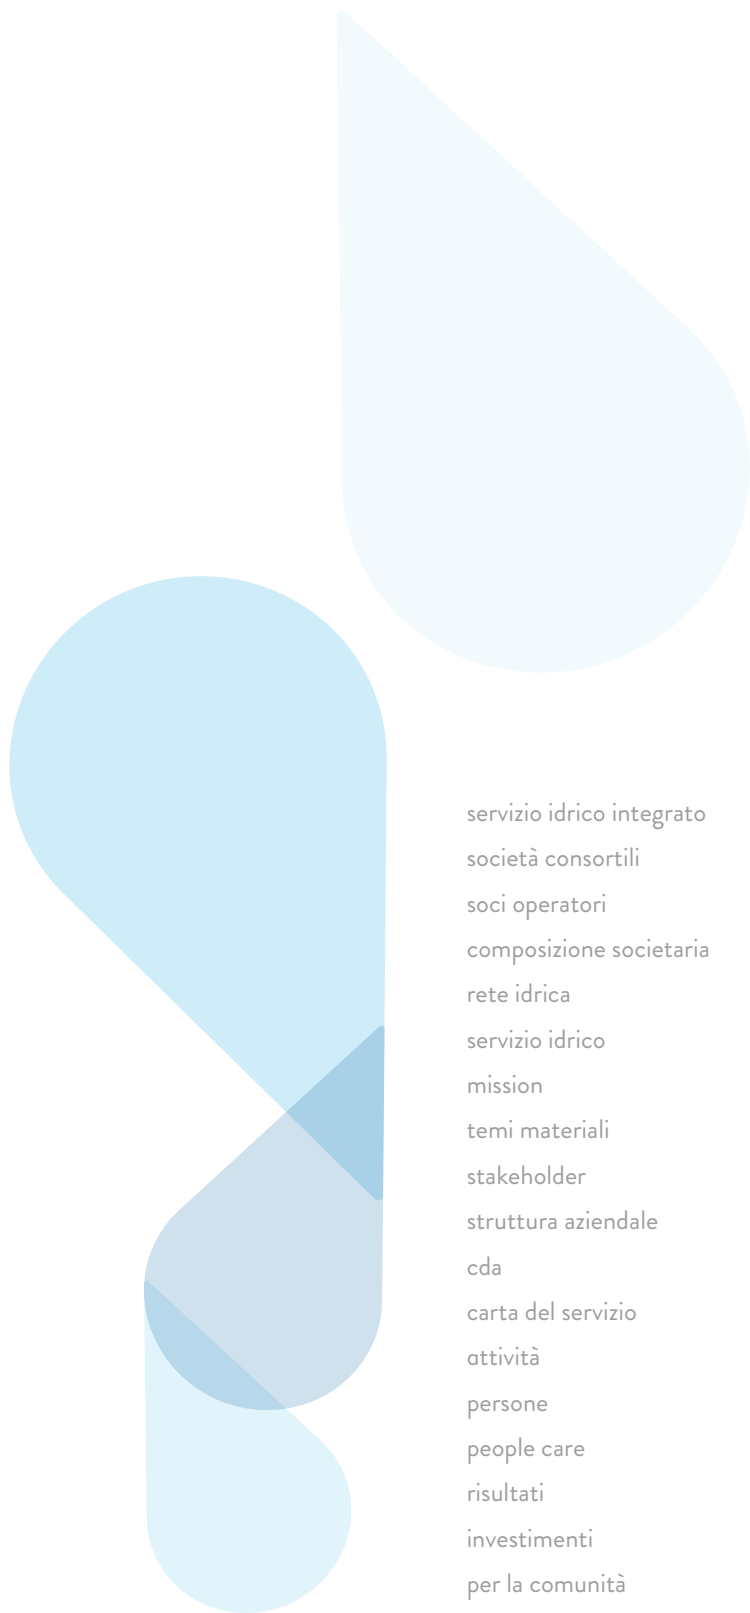 servizio idrico integrato
società consortili
soci operatori
composizione societaria
rete idrica
servizio idrico
mission
temi materiali
stakeholder
struttura aziendale
cda
carta del servizio
attività
persone
people care
risultati
investimenti
per la comunità